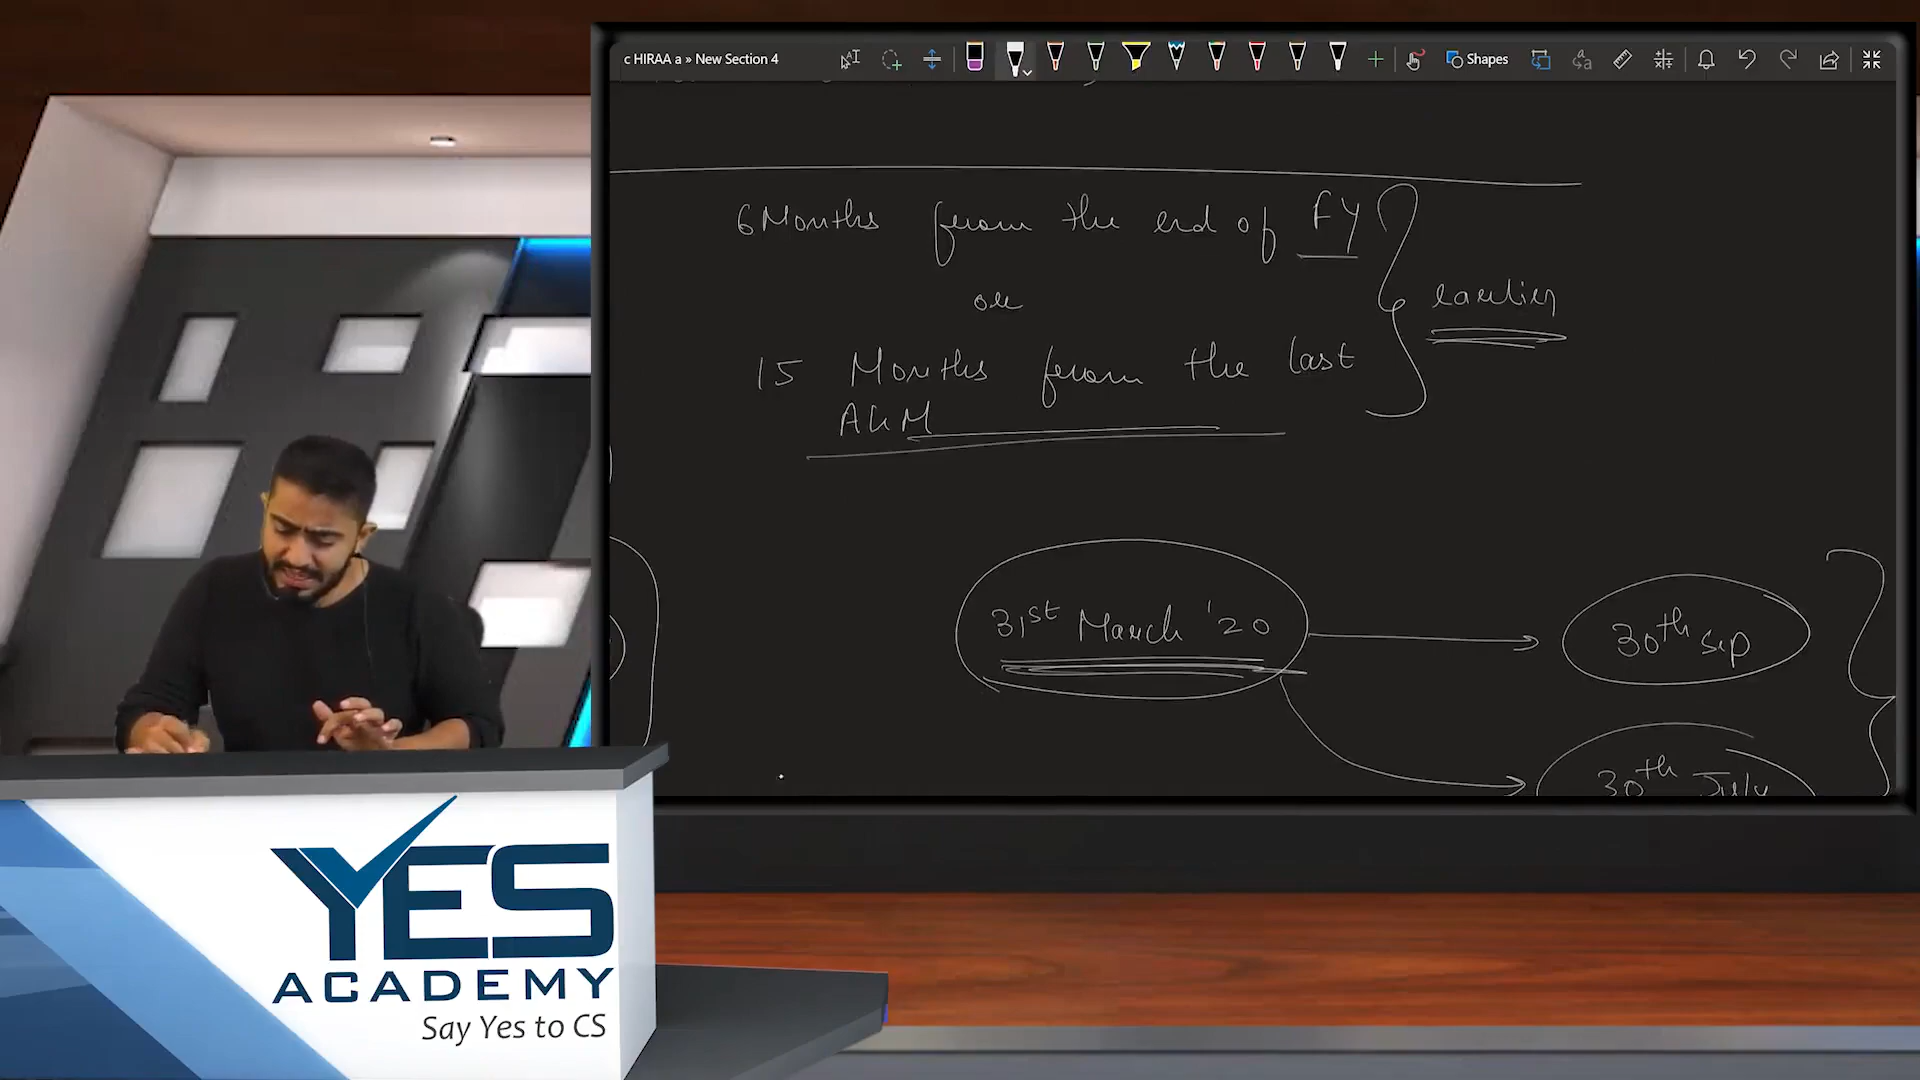 c HIRAA a » New Section 4
Shapes
6 Months from the end of FY
or
earlier
15 Months from the last
AGM
31st March '20
30th Sep
30th July
YES
ACADEMY
Say Yes to CS